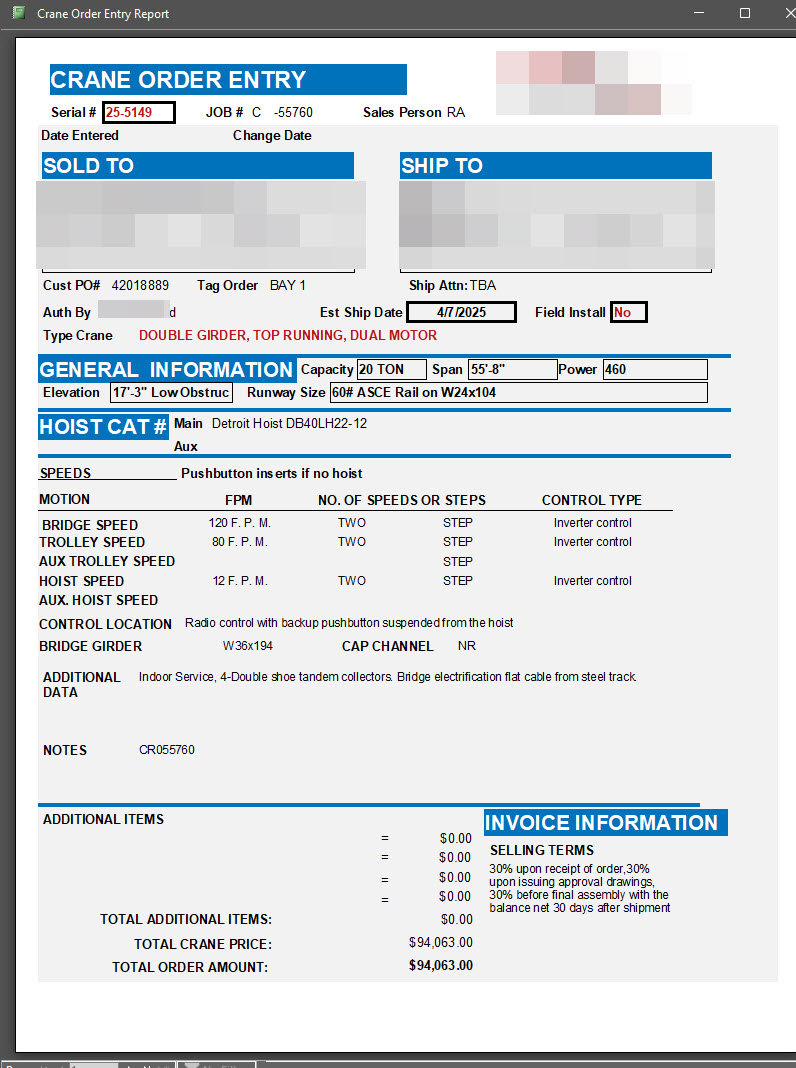 Crane Order Entry Report
CRANE ORDER ENTRY
Serial # 25-5149 JOB # C -55760 Sales Person RA
Date Entered Change Date
SOLD TO SHIP TO
Cust PO# 42018889 Tag Order BAY 1 Ship Attn: TBA
Auth By d Est Ship Date 4/7/2025 Field Install No
Type Crane DOUBLE GIRDER, TOP RUNNING, DUAL MOTOR
GENERAL INFORMATION Capacity 20 TON Span 55'-8" Power 460
Elevation 17'-3" Low Obstruc Runway Size 60# ASCE Rail on W24x104
HOIST CAT # Main Detroit Hoist DB40LH22-12
Aux
SPEEDS Pushbutton inserts if no hoist
MOTION FPM NO. OF SPEEDS OR STEPS CONTROL TYPE
BRIDGE SPEED 120 F. P. M. TWO STEP Inverter control
TROLLEY SPEED 80 F. P. M. TWO STEP Inverter control
AUX TROLLEY SPEED STEP
HOIST SPEED 12 F. P. M. TWO STEP Inverter control
AUX. HOIST SPEED
CONTROL LOCATION Radio control with backup pushbutton suspended from the hoist
BRIDGE GIRDER W36x194 CAP CHANNEL NR
ADDITIONAL Indoor Service, 4-Double shoe tandem collectors. Bridge electrification flat cable from steel track.
DATA
NOTES CR055760
ADDITIONAL ITEMS
= $0.00
= $0.00
= $0.00
= $0.00
TOTAL ADDITIONAL ITEMS: $0.00
TOTAL CRANE PRICE: $94,063.00
TOTAL ORDER AMOUNT: $94,063.00
INVOICE INFORMATION
SELLING TERMS
30% upon receipt of order,30%
upon issuing approval drawings,
30% before final assembly with the
balance net 30 days after shipment